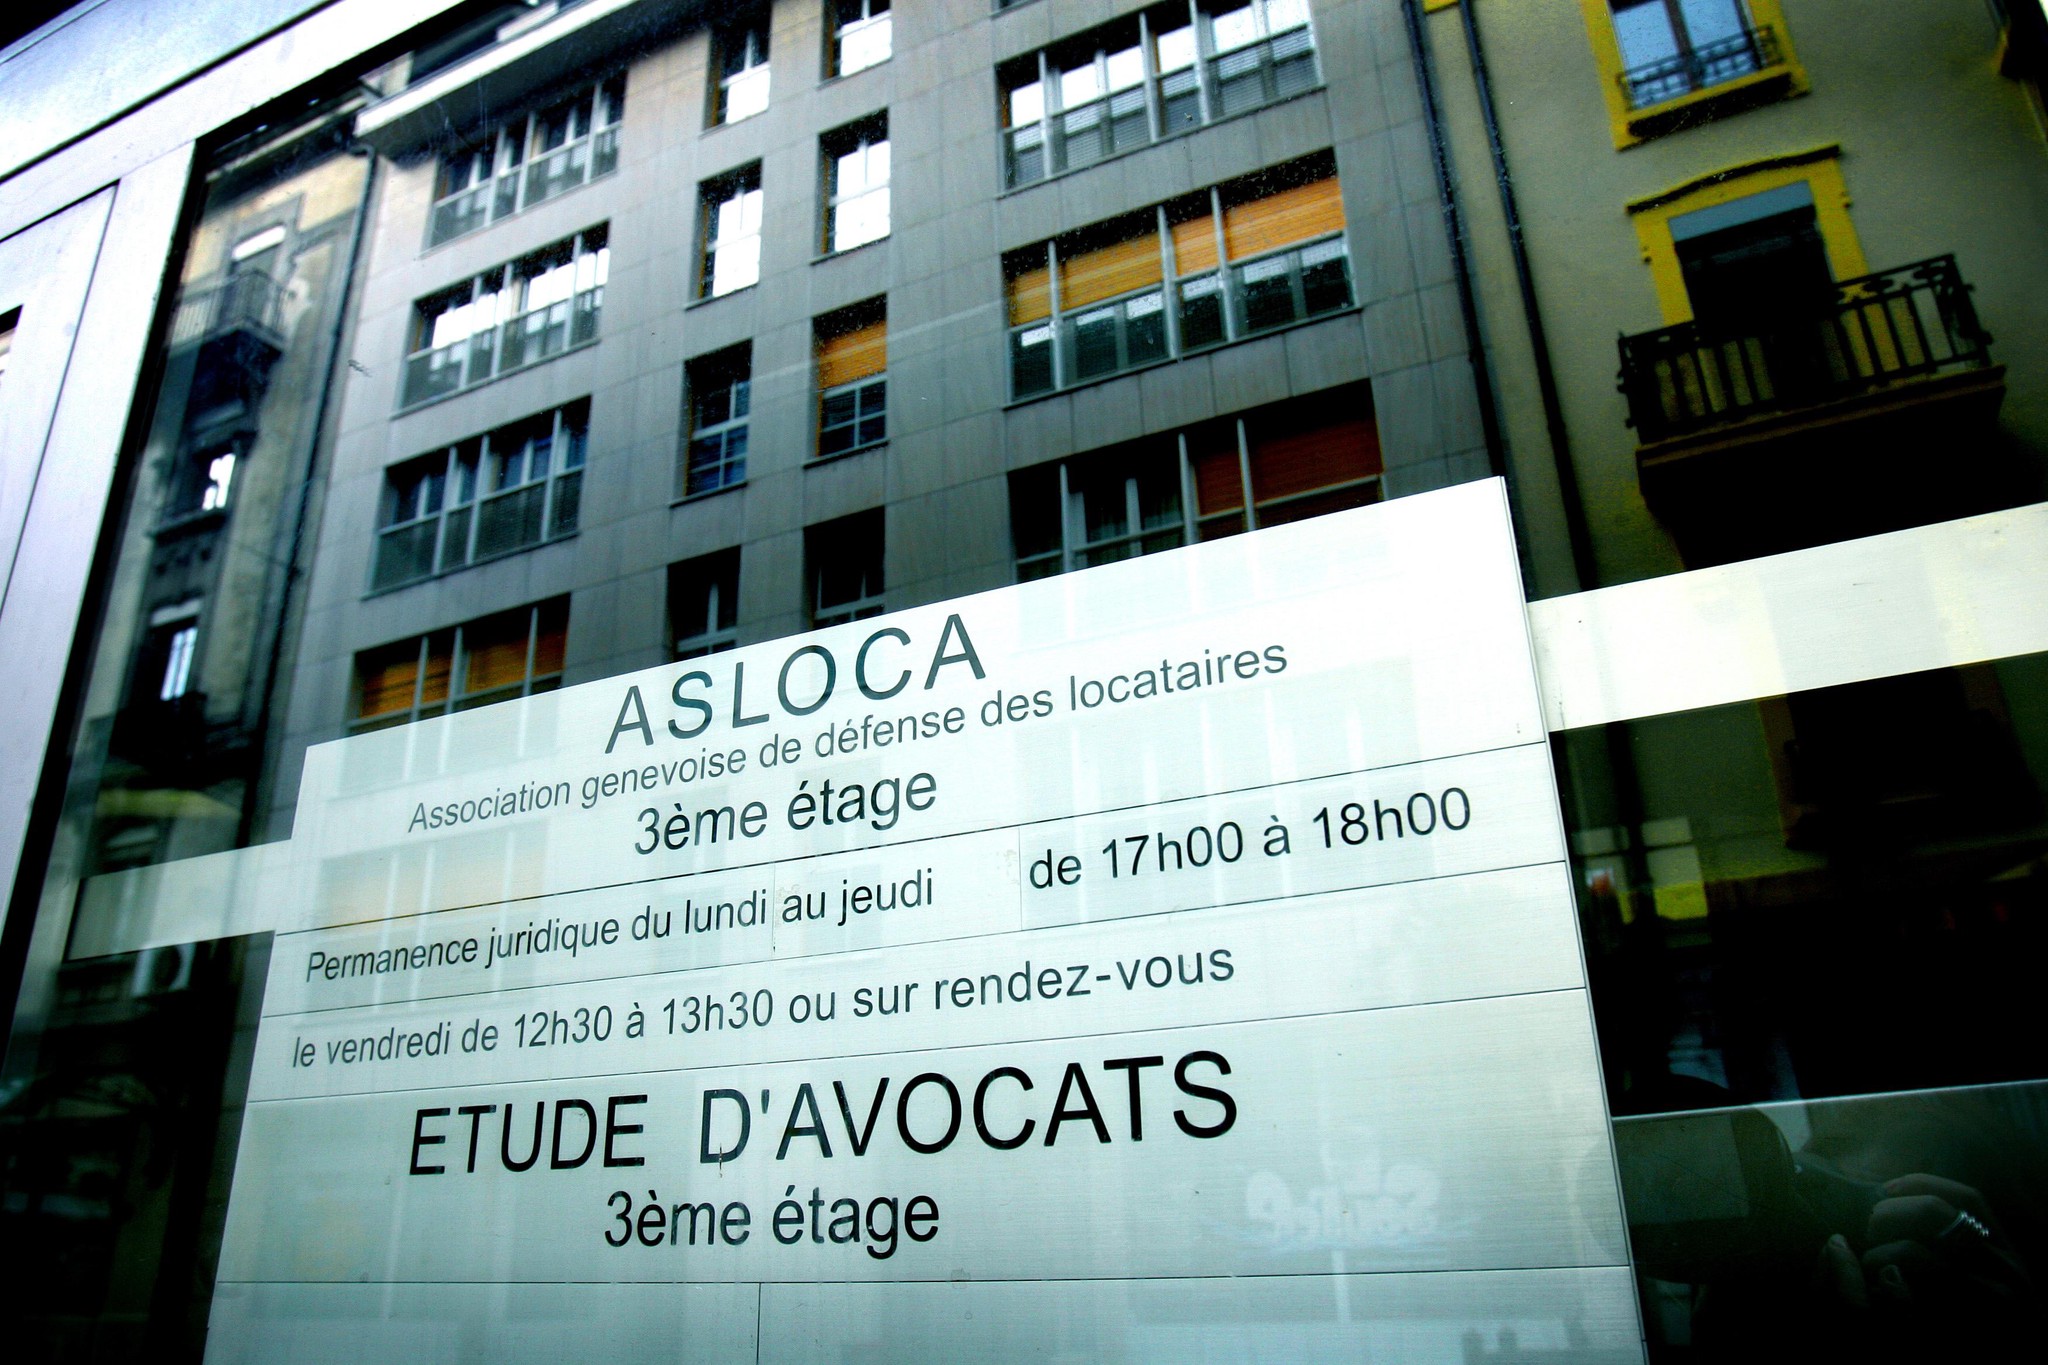 ASLOCA
Association genevoise de défense des locataires
3ème étage
Permanence juridique du lundi au jeudi de 17h00 à 18h00
le vendredi de 12h30 à 13h30 ou sur rendez-vous
ETUDE D'AVOCATS
3ème étage